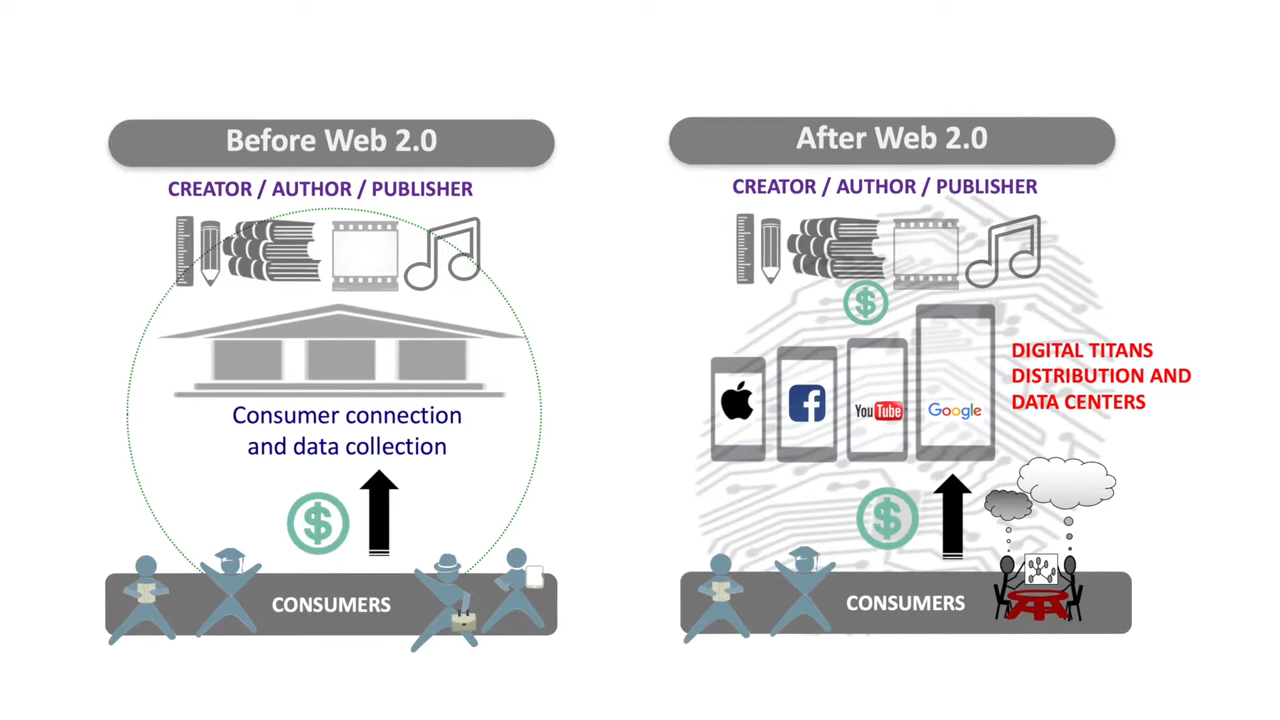 Before Web 2.0
CREATOR / AUTHOR / PUBLISHER
Consumer connection
and data collection
$
CONSUMERS
After Web 2.0
CREATOR / AUTHOR / PUBLISHER
$
f
YouTube
Google
DIGITAL TITANS
DISTRIBUTION AND
DATA CENTERS
$
CONSUMERS